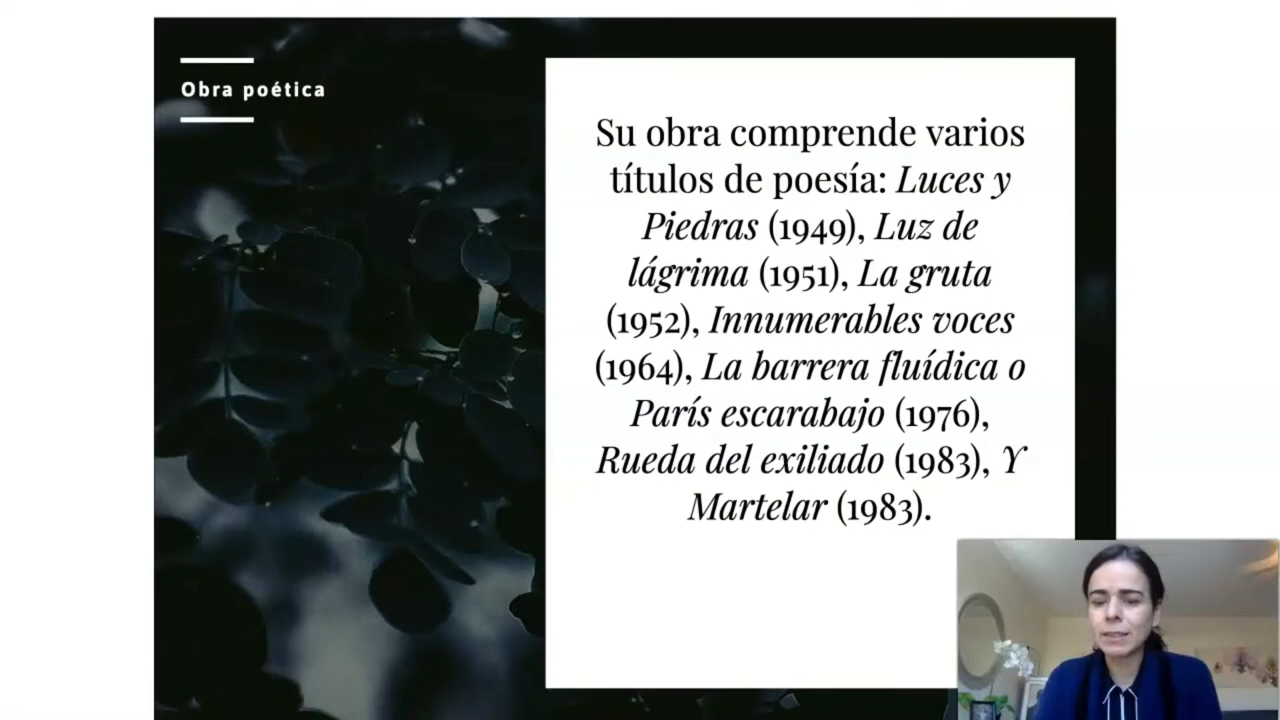 Obra poética
Su obra comprende varios
títulos de poesía: Luces y
Piedras (1949), Luz de
lágrima (1951), La gruta
(1952), Innumerables voces
(1964), La barrera fluídica o
París escarabajo (1976),
Rueda del exiliado (1983), Y
Martelar (1983).